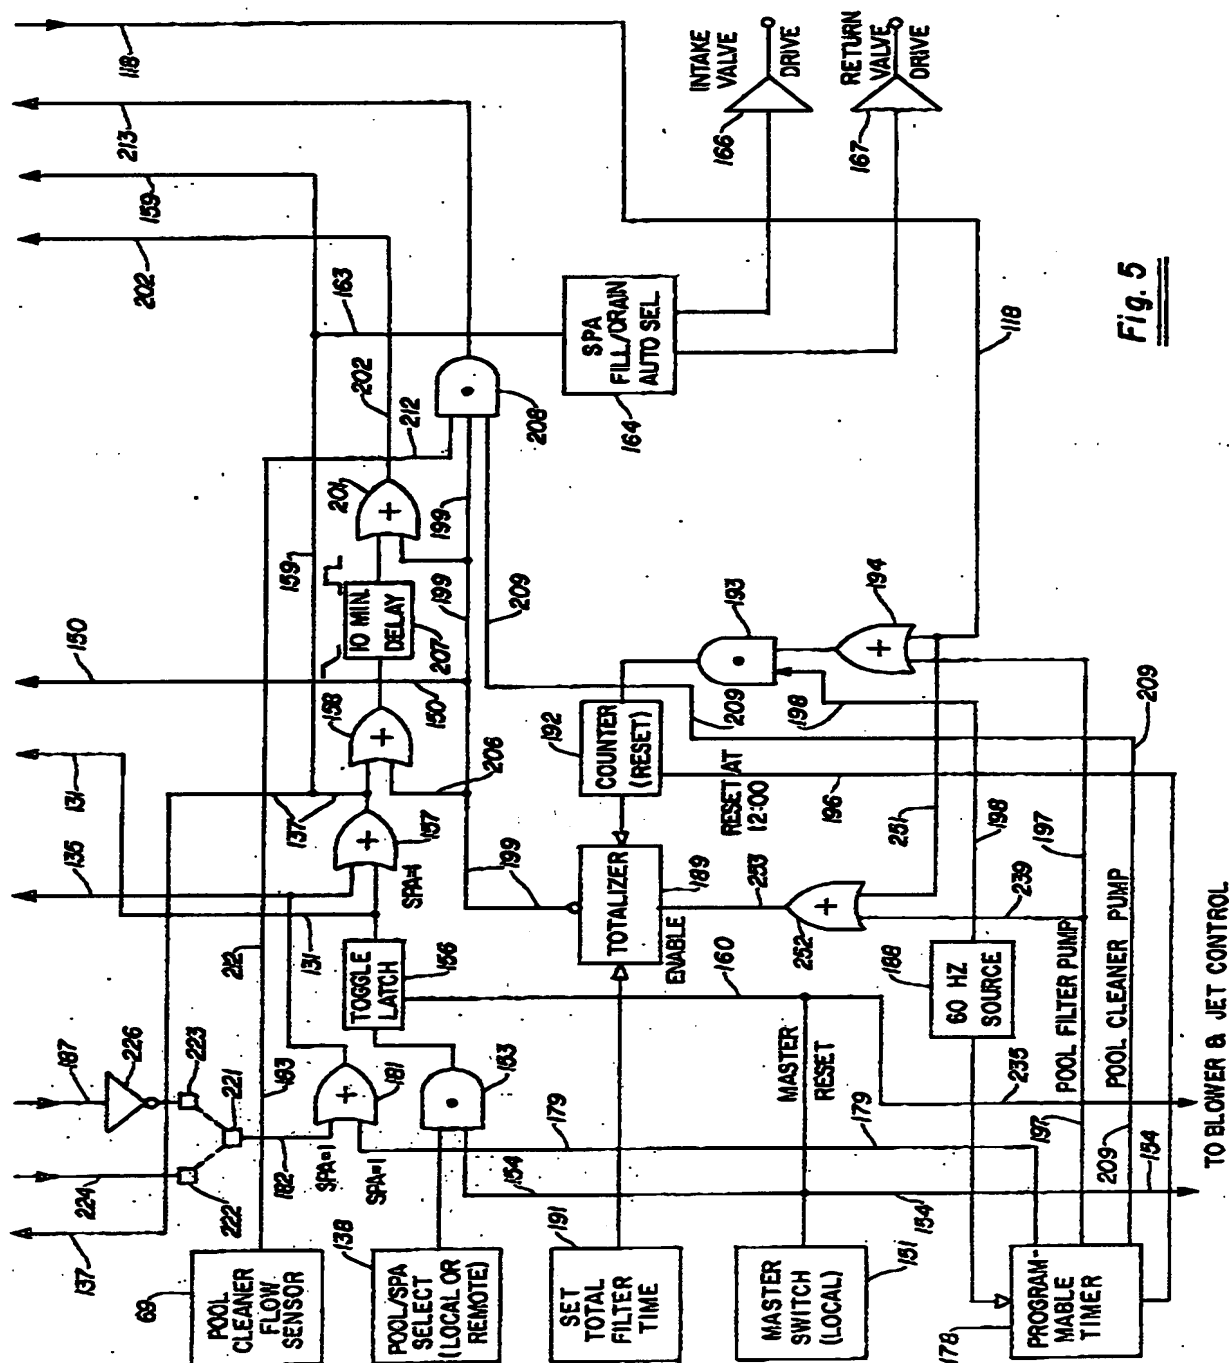 118
213
159
202
163
202
212
201
208
199
199
159
10 MIN.
DELAY
207
209
150
158
150
206
131
137
157
SPA=1
135
131
212
183
TOGGLE
LATCH
156
199
187
226
223
221
222
224
182
137
SPA=1
SPA=1
181
153
154
179
179
69
POOL
CLEANER
FLOW
SENSOR
138
POOL/SPA
SELECT
(LOCAL OR
REMOTE)
191
SET
TOTAL
FILTER
TIME
MASTER
SWITCH
(LOCAL)
151
154
154
178
PROGRAM-
MABLE
TIMER
MASTER
RESET
160
235
TOTALIZER
189
ENABLE
253
252
192
COUNTER
(RESET)
RESET AT
12:00
196
251
209
198
193
194
198
188
60 HZ
SOURCE
239
197
197
POOL FILTER PUMP
POOL CLEANER PUMP
209
209
TO BLOWER & JET CONTROL
SPA
FILL/DRAIN
AUTO SEL.
164
INTAKE
VALVE
DRIVE
166
RETURN
VALVE
DRIVE
167
118
Fig. 5